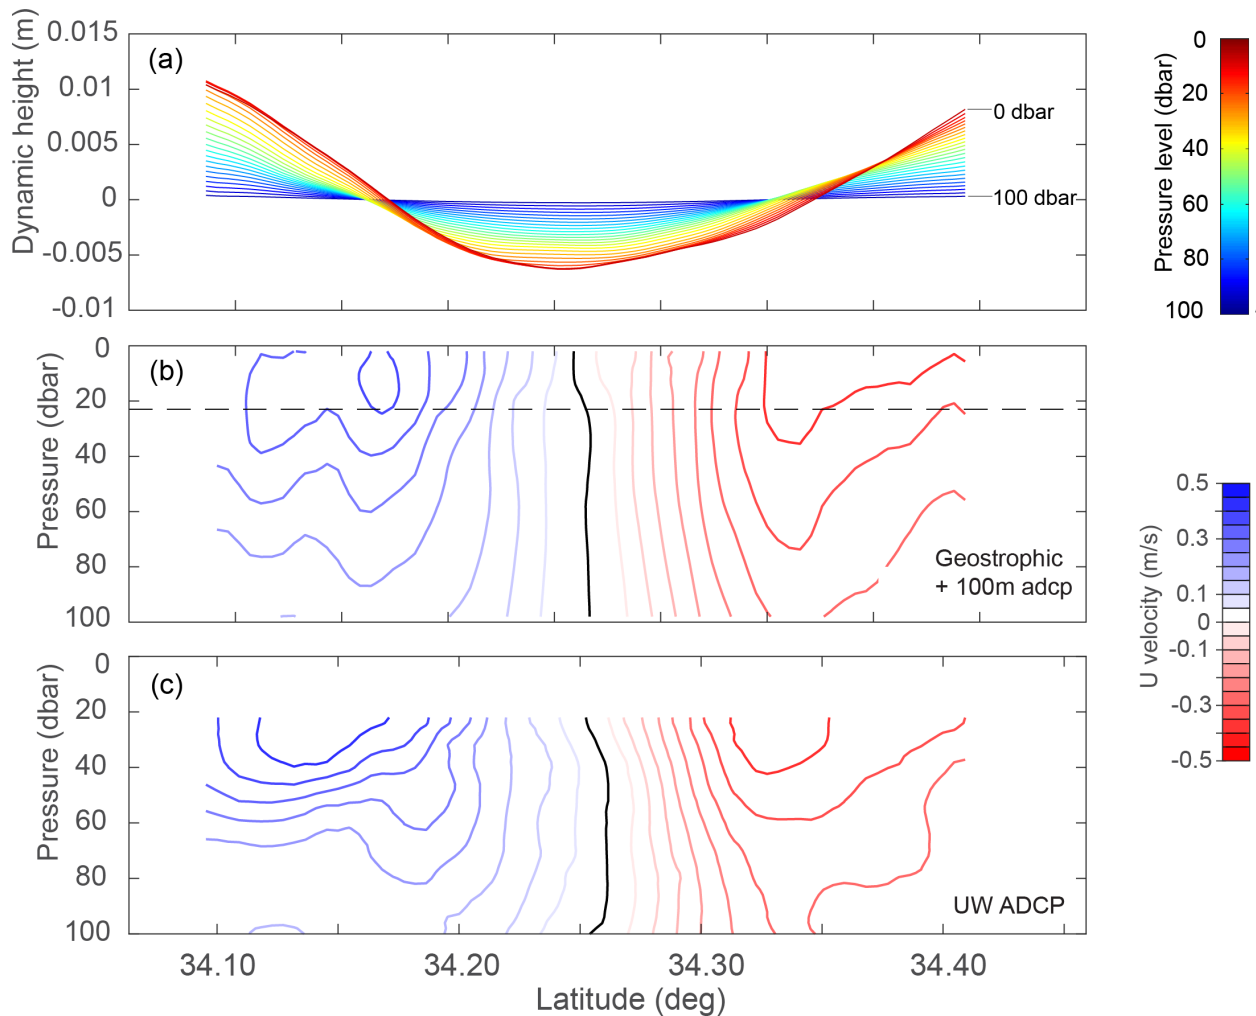 Dynamic height (m)
0.015
0.01
0.005
0
-0.005
-0.01
(a)
0 dbar
100 dbar
Pressure level (dbar)
0
20
40
60
80
100
Pressure (dbar)
0
20
40
60
80
100
(b)
Geostrophic
+ 100m adcp
U velocity (m/s)
0.5
0.3
0.1
0
-0.1
-0.3
-0.5
Pressure (dbar)
0
20
40
60
80
100
(c)
UW ADCP
34.10
34.20
34.30
34.40
Latitude (deg)